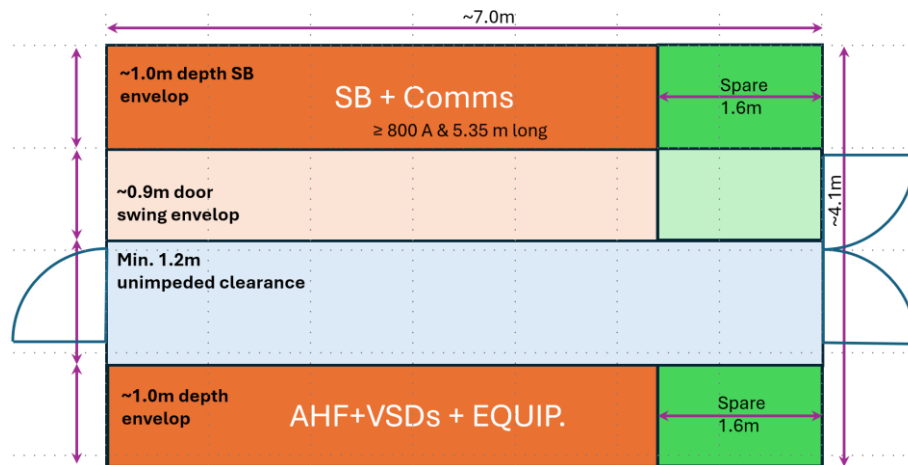 ~7.0m
~1.0m depth SB
envelop
SB + Comms
≥ 800 A & 5.35 m long
Spare
1.6m
~0.9m door
swing envelop
~4.1m
Min. 1.2m
unimpeded clearance
~1.0m depth
envelop
AHF+VSDs + EQUIP.
Spare
1.6m